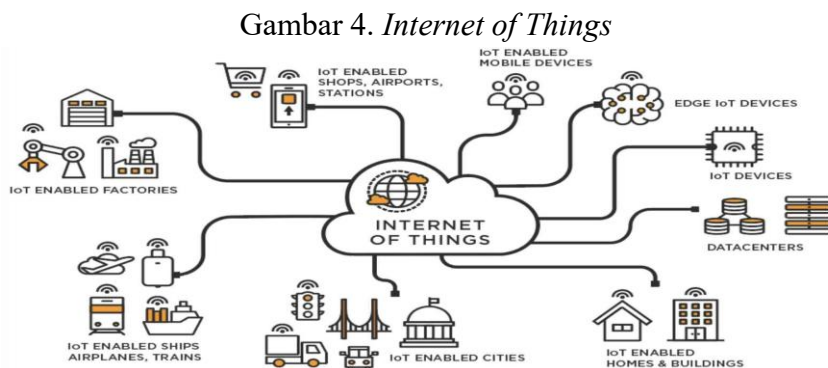 Gambar 4. Internet of Things
IoT ENABLED
SHOPS, AIRPORTS,
STATIONS
IoT ENABLED
MOBILE DEVICES
EDGE IoT DEVICES
IoT DEVICES
DATACENTERS
IoT ENABLED FACTORIES
INTERNET
OF THINGS
IoT ENABLED SHIPS
AIRPLANES, TRAINS
IoT ENABLED CITIES
IoT ENABLED
HOMES & BUILDINGS